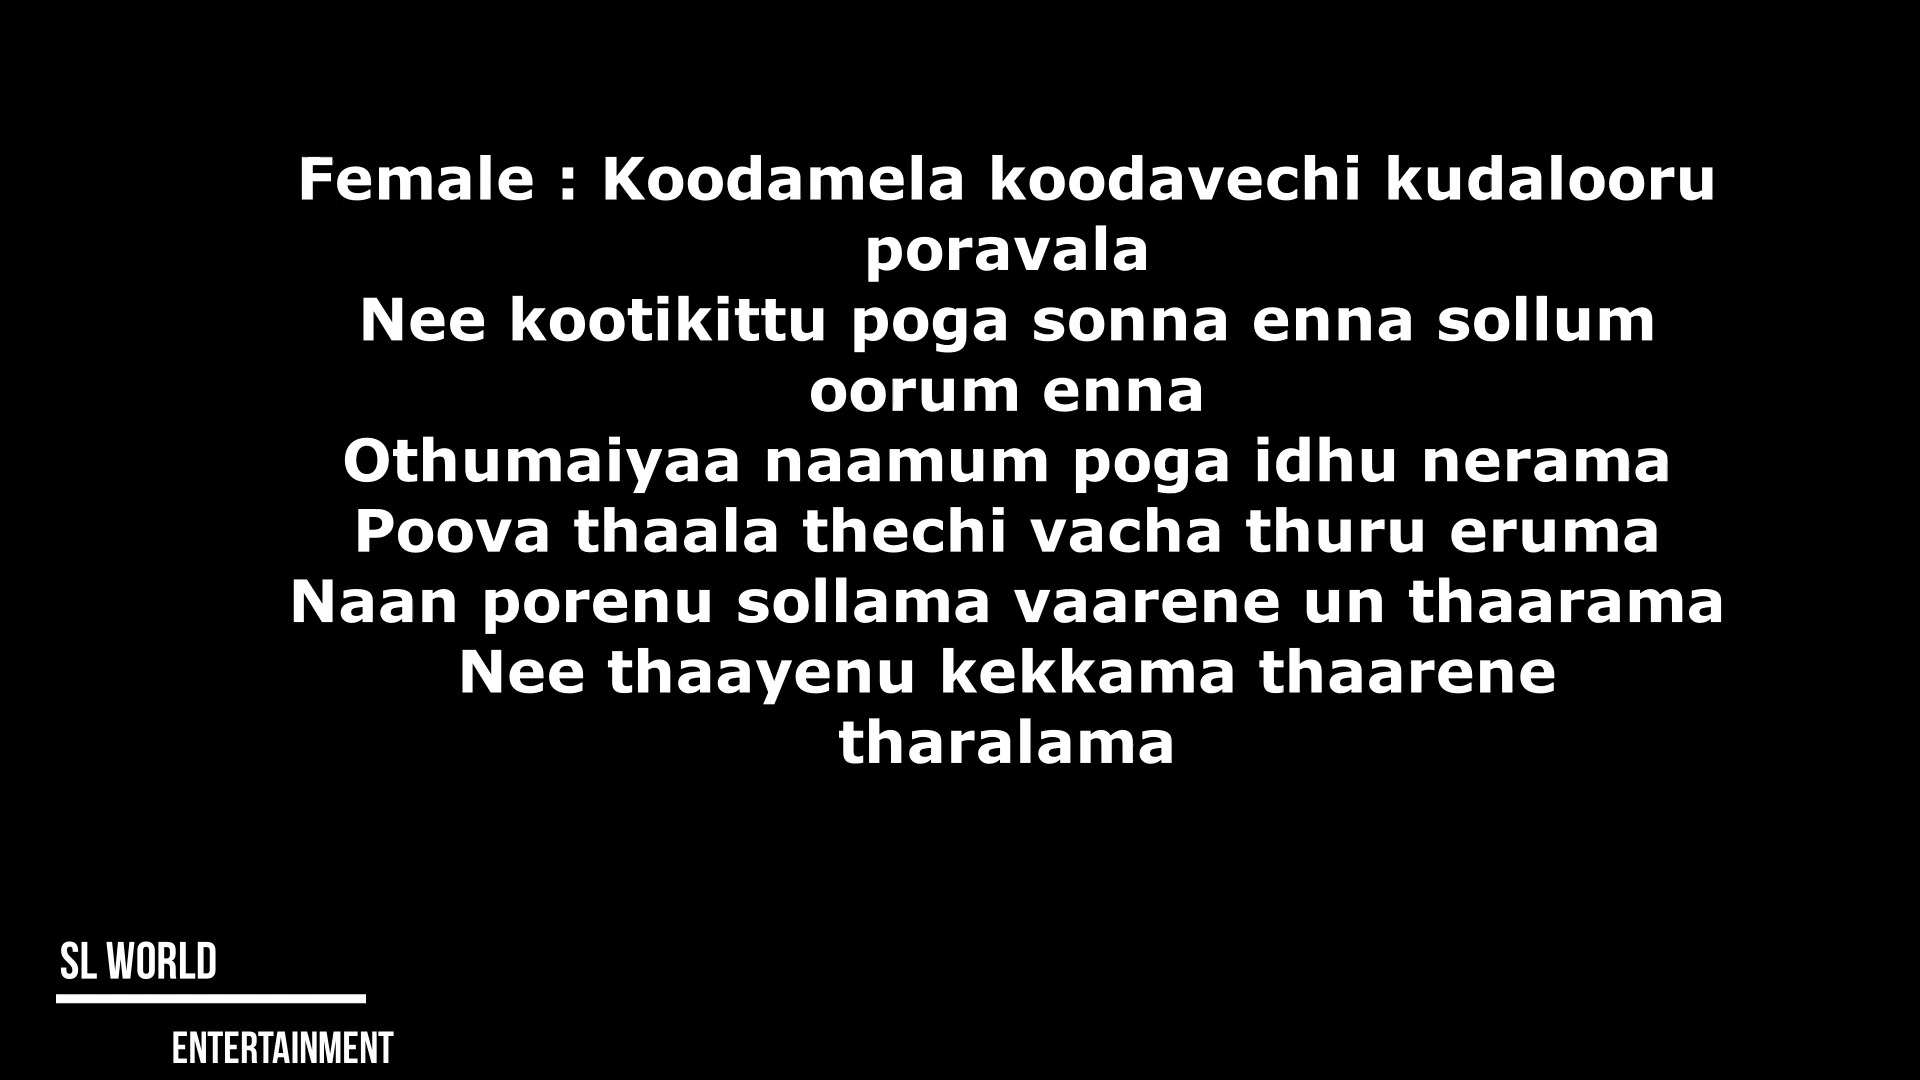 Female : Koodamela koodavechi kudalooru
poravala
Nee kootikittu poga sonna enna sollum
oorum enna
Othumaiyaa naamum poga idhu nerama
Poova thaala thechi vacha thuru eruma
Naan porenu sollama vaarene un thaarama
Nee thaayenu kekkama thaarene
tharalama
SL WORLD
ENTERTAINMENT